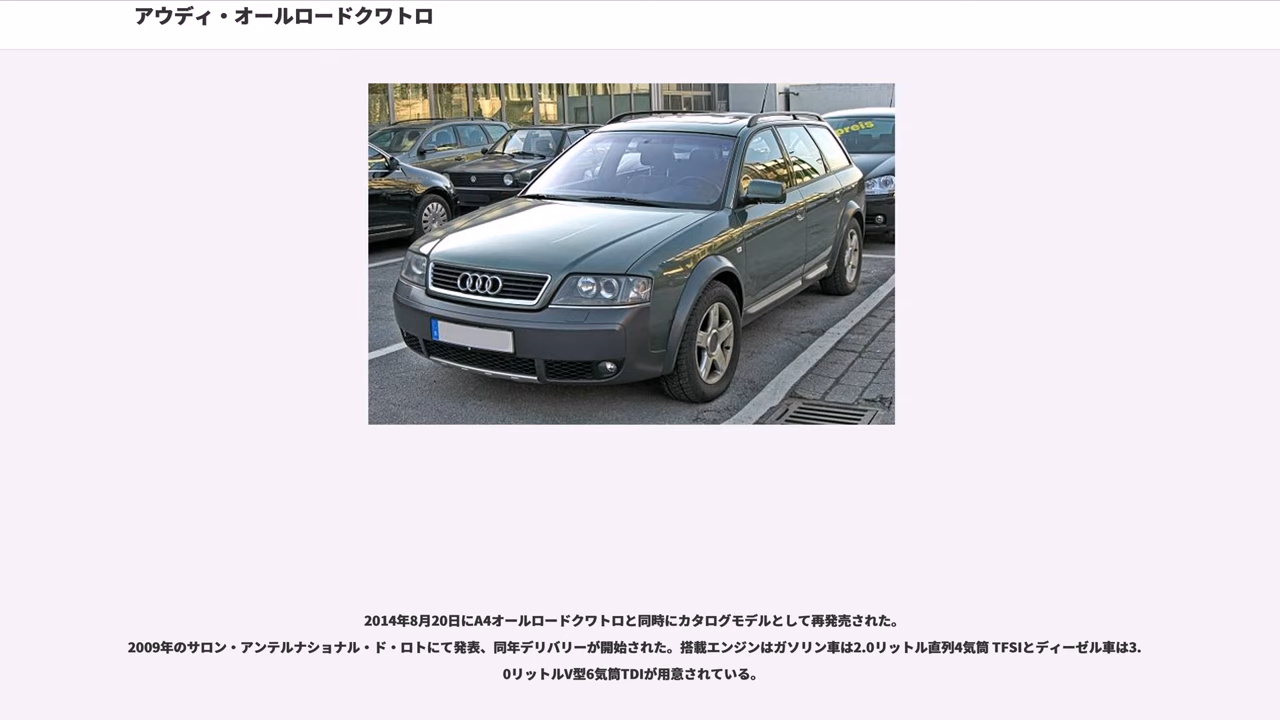 アウディ・オールロードクワトロ
preis
2014年8月20日にA4オールロードクワトロと同時にカタログモデルとして再発売された。
2009年のサロン・アンテルナショナル・ド・ロトにて発表、同年デリバリーが開始された。搭載エンジンはガソリン車は2.0リットル直列4気筒 TFSIとディーゼル車は3.
0リットルV型6気筒TDIが用意されている。